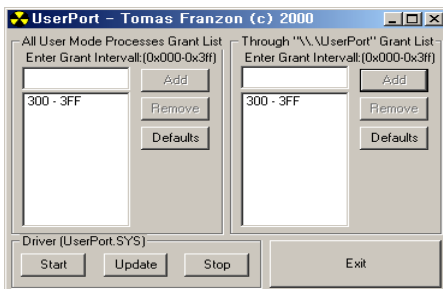 UserPort - Tomas Franzon (c) 2000
All User Mode Processes Grant List
Enter Grant Intervall:(0x000-0x3ff)
Add
300 - 3FF
Remove
Defaults
Through "\\.\UserPort" Grant List
Enter Grant Intervall:(0x000-0x3ff)
Add
300 - 3FF
Remove
Defaults
Driver (UserPort.SYS)
Start
Update
Stop
Exit